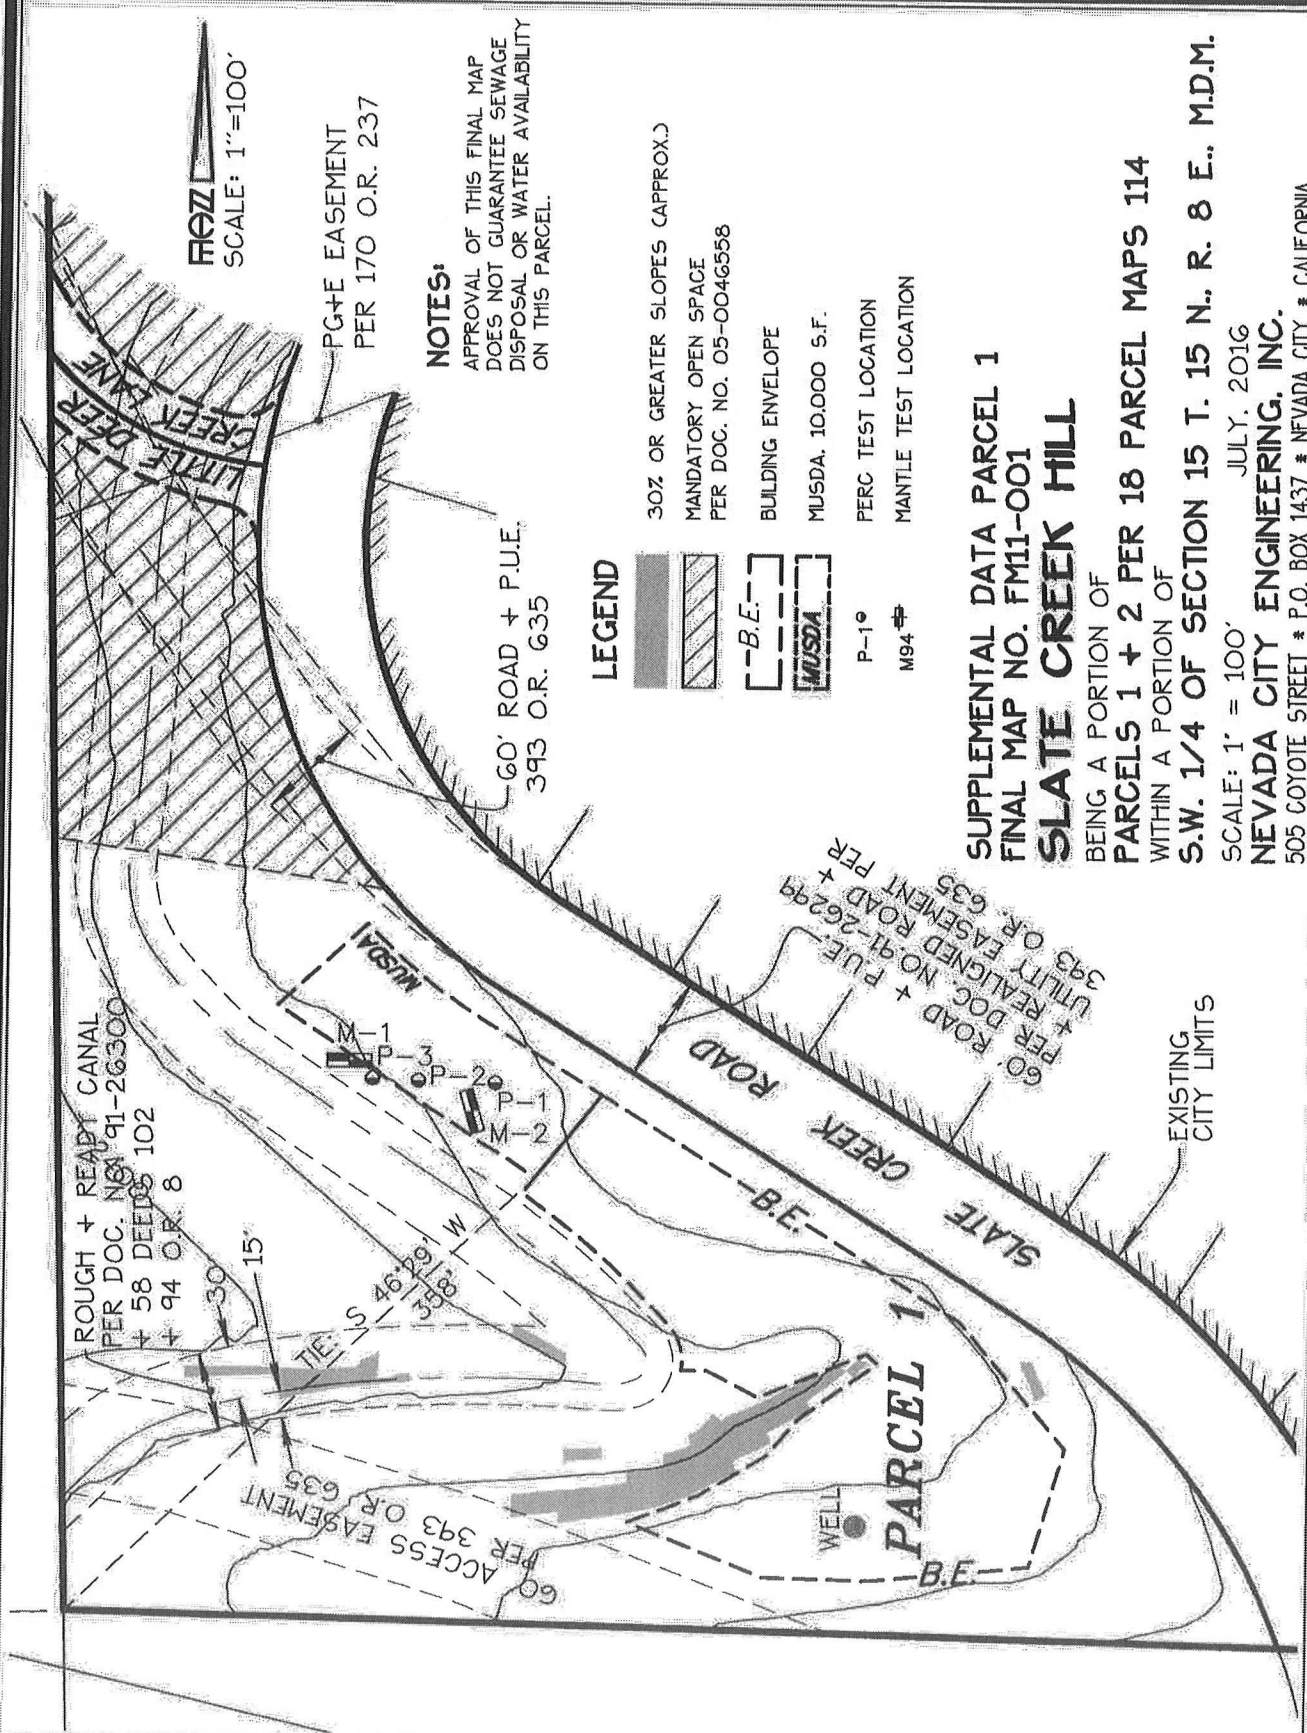 SCALE: 1"=100'
PG+E EASEMENT
PER 170 O.R. 237
NOTES:
APPROVAL OF THIS FINAL MAP
DOES NOT GUARANTEE SEWAGE
DISPOSAL OR WATER AVAILABILITY
ON THIS PARCEL.
LITTLE DEER
CREEK LANE
60' ROAD + P.U.E.
393 O.R. 635
LEGEND
30% OR GREATER SLOPES (APPROX.)
MANDATORY OPEN SPACE
PER DOC. NO. 05-0046558
B.E.
BUILDING ENVELOPE
MUSDA
MUSDA, 10,000 S.F.
P-1
PERC TEST LOCATION
M94
MANTLE TEST LOCATION
ROUGH + READY CANAL
PER DOC. NO. 91-26300
+ 58 DEEDS 102
+ 94 O.R. 8
30'
15'
TIE: S 46°29' W
MUSDA
M-1
P-3
P-2
P-1
M-2
B.E.
60' ROAD + P.U.E.
PER DOC. NO. 91-26299
+ REALIGNED ROAD +
UTILITY EASEMENT PER
393 O.R. 635
SLATE CREEK ROAD
EXISTING
CITY LIMITS
60' ACCESS EASEMENT
PER 393 O.R. 635
WELL
PARCEL 1
B.E.
SUPPLEMENTAL DATA PARCEL 1
FINAL MAP NO. FM11-001
SLATE CREEK HILL
BEING A PORTION OF
PARCELS 1 + 2 PER 18 PARCEL MAPS 114
WITHIN A PORTION OF
S.W. 1/4 OF SECTION 15 T. 15 N., R. 8 E., M.D.M.
SCALE: 1" = 100' JULY, 2016
NEVADA CITY ENGINEERING, INC.
505 COYOTE STREET * P.O. BOX 1437 * NEVADA CITY * CALIFORNIA